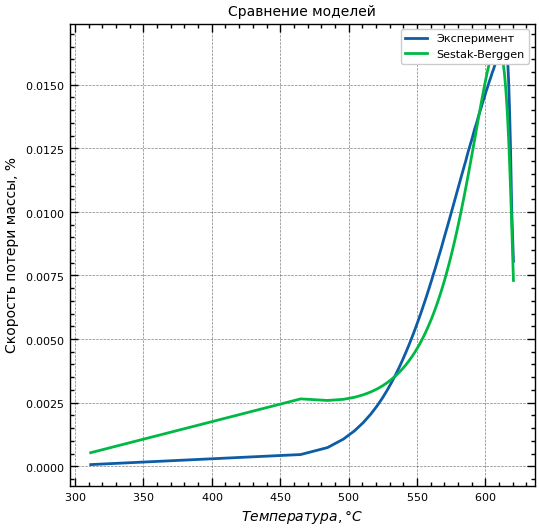 Сравнение моделей
Эксперимент
Sestak-Berggen
Скорость потери массы, %
0.0150
0.0125
0.0100
0.0075
0.0050
0.0025
0.0000
300 350 400 450 500 550 600
Температура, °C